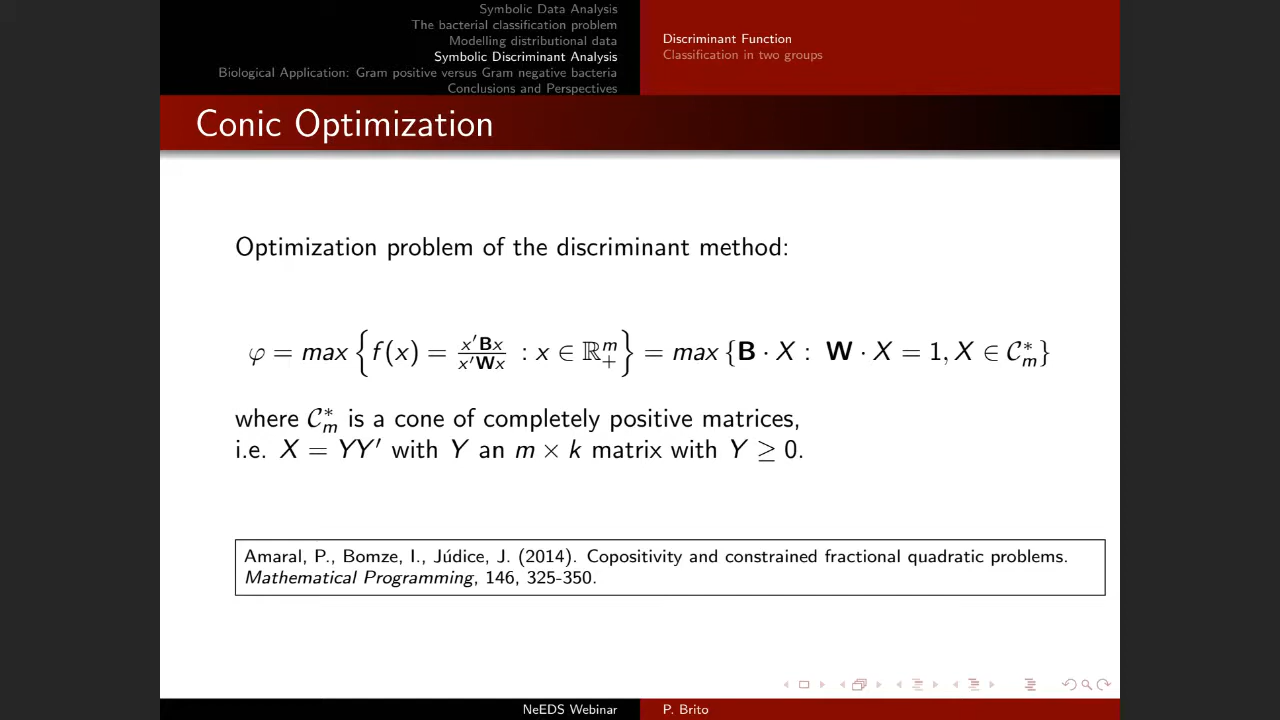 Symbolic Data Analysis
The bacterial classification problem
Modelling distributional data
Symbolic Discriminant Analysis
Biological Application: Gram positive versus Gram negative bacteria
Conclusions and Perspectives
Discriminant Function
Classification in two groups
Conic Optimization
Optimization problem of the discriminant method:
φ = max { f(x) = x′Bx / x′Wx : x ∈ ℝ₊ᵐ } = max {B · X : W · X = 1, X ∈ 𝒞*ₘ}
where 𝒞*ₘ is a cone of completely positive matrices,
i.e. X = YY′ with Y an m × k matrix with Y ≥ 0.
Amaral, P., Bomze, I., Júdice, J. (2014). Copositivity and constrained fractional quadratic problems.
Mathematical Programming, 146, 325-350.
NeEDS Webinar
P. Brito